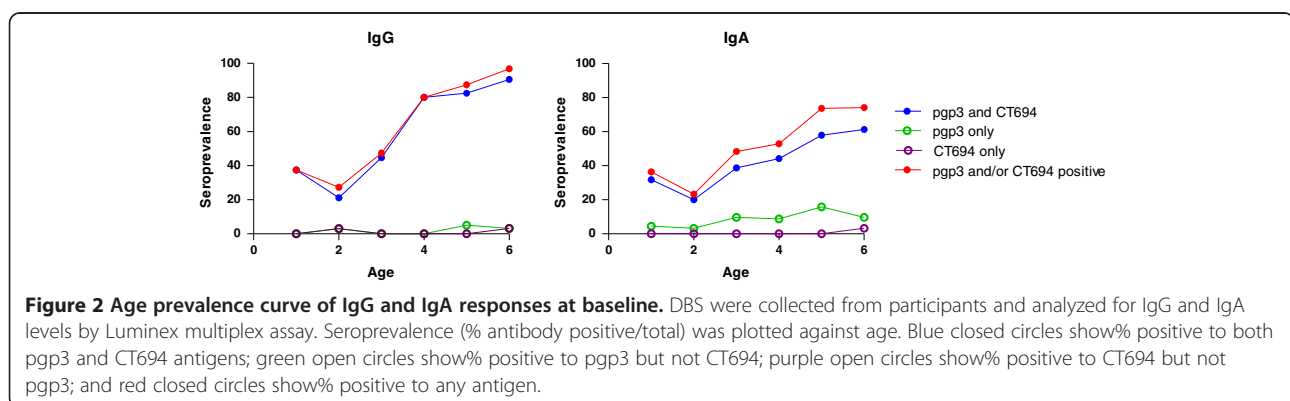 IgG
IgA
100
80
60
40
20
0
Seroprevalence
0 2 4 6
Age
100
80
60
40
20
0
Seroprevalence
0 2 4 6
Age
pgp3 and CT694
pgp3 only
CT694 only
pgp3 and/or CT694 positive
Figure 2 Age prevalence curve of IgG and IgA responses at baseline. DBS were collected from participants and analyzed for IgG and IgA
levels by Luminex multiplex assay. Seroprevalence (% antibody positive/total) was plotted against age. Blue closed circles show% positive to both
pgp3 and CT694 antigens; green open circles show% positive to pgp3 but not CT694; purple open circles show% positive to CT694 but not
pgp3; and red closed circles show% positive to any antigen.